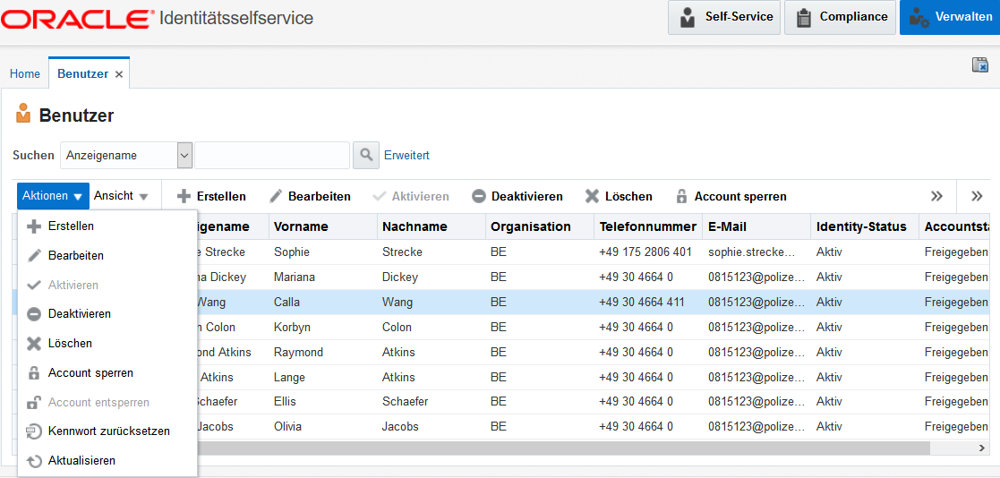 ORACLE Identitätsselfservice Self-Service Compliance Verwalten
Home Benutzer
Benutzer
Suchen Anzeigename Erweitert
Aktionen Ansicht Erstellen Bearbeiten Aktivieren Deaktivieren Löschen Account sperren
igename Vorname Nachname Organisation Telefonnummer E-Mail Identity-Status Accountsta
e Strecke Sophie Strecke BE +49 175 2806 401 sophie.strecke... Aktiv Freigegeben
na Dickey Mariana Dickey BE +49 30 4664 0 0815123@polize... Aktiv Freigegeben
Wang Calla Wang BE +49 30 4664 411 0815123@polize... Aktiv Freigegeben
n Colon Korbyn Colon BE +49 30 4664 0 0815123@polize... Aktiv Freigegeben
ond Atkins Raymond Atkins BE +49 30 4664 0 0815123@polize... Aktiv Freigegeben
Atkins Lange Atkins BE +49 30 4664 0 0815123@polize... Aktiv Freigegeben
Schaefer Ellis Schaefer BE +49 30 4664 0 0815123@polize... Aktiv Freigegeben
Jacobs Olivia Jacobs BE +49 30 4664 0 0815123@polize... Aktiv Freigegeben
Erstellen
Bearbeiten
Aktivieren
Deaktivieren
Löschen
Account sperren
Account entsperren
Kennwort zurücksetzen
Aktualisieren